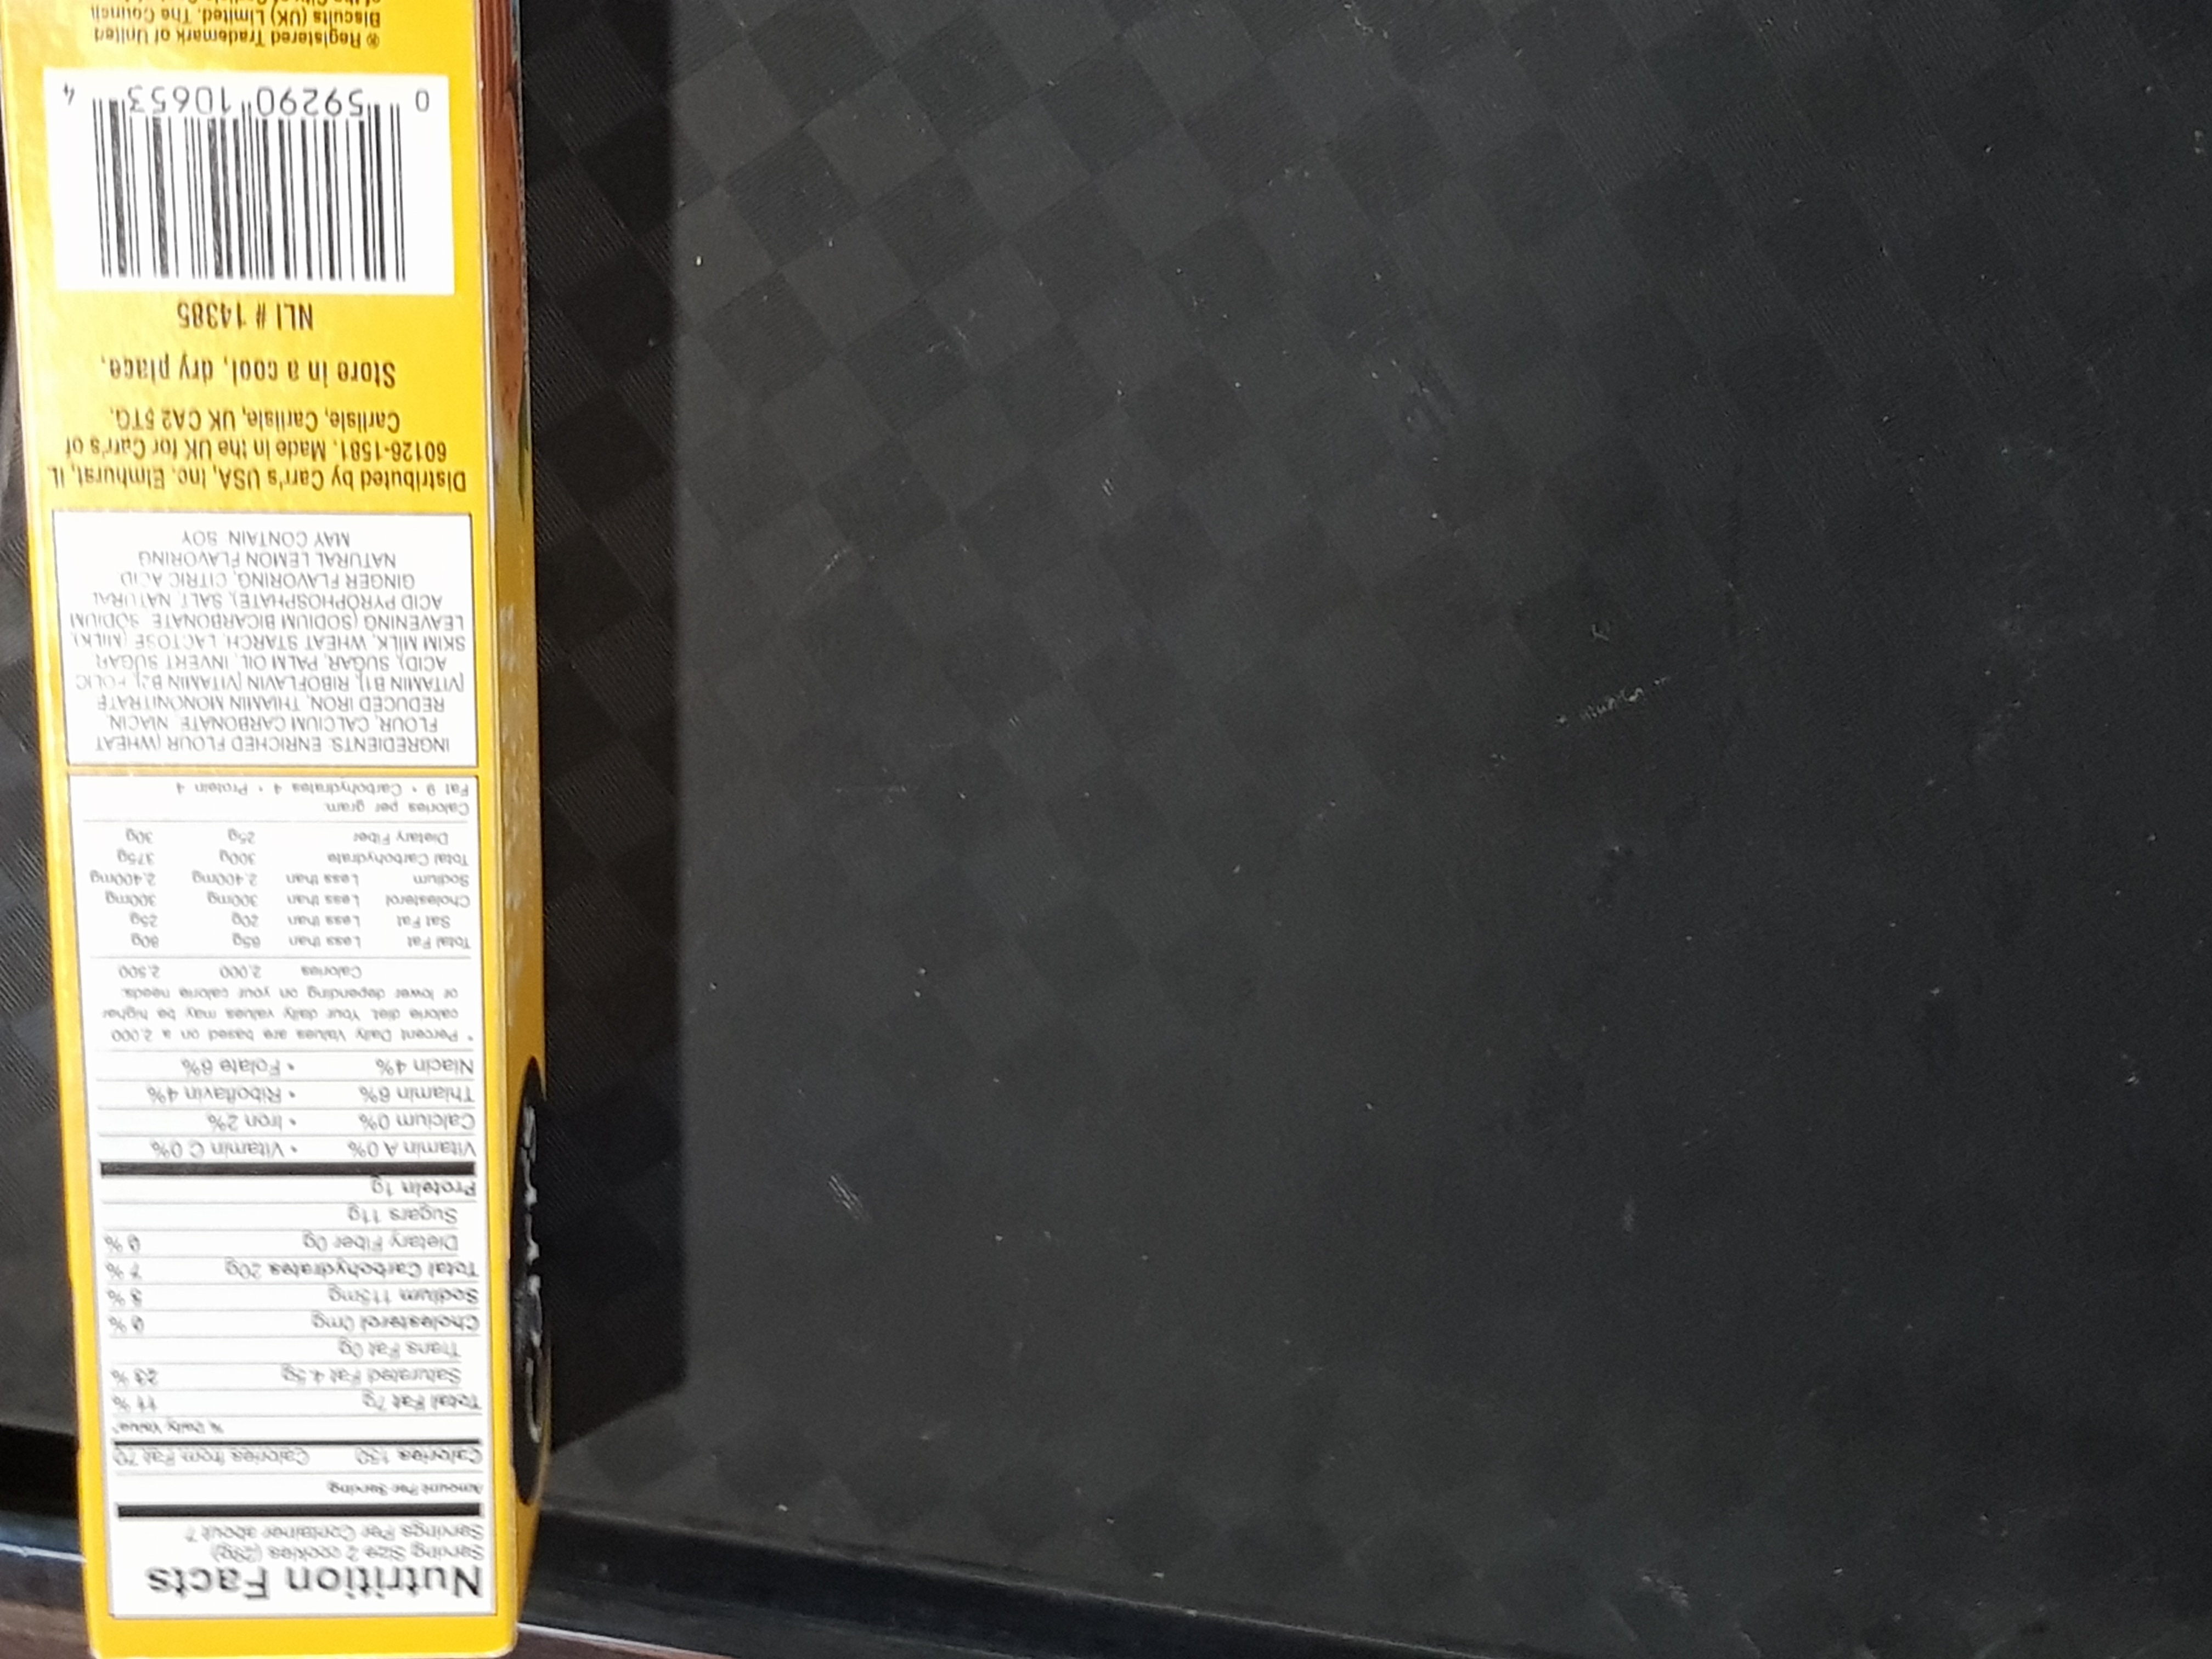 Nutrition Facts
Serving Size 2 cookies (28g)
Servings Per Container about 7
Amount Per Serving
Calories 130 Calories from Fat 70
% Daily Value*
Total Fat 7g 11 %
Saturated Fat 4.5g 23 %
Trans Fat 0g
Cholesterol 0mg 0 %
Sodium 115mg 5 %
Total Carbohydrates 20g 7 %
Dietary Fiber 0g 0 %
Sugars 11g
Protein 1g
Vitamin A 0% • Vitamin C 0%
Calcium 0% • Iron 2%
Thiamin 6% • Riboflavin 4%
Niacin 4% • Folate 6%
* Percent Daily Values are based on a 2,000
calorie diet. Your daily values may be higher
or lower depending on your calorie needs.
Calories 2,000 2,500
Total Fat Less than 65g 80g
Sat Fat Less than 20g 25g
Cholesterol Less than 300mg 300mg
Sodium Less than 2,400mg 2,400mg
Total Carbohydrate 300g 375g
Dietary Fiber 25g 30g
Calories per gram
Fat 9 • Carbohydrates 4 • Protein 4
INGREDIENTS: ENRICHED FLOUR (WHEAT
FLOUR, CALCIUM CARBONATE, NIACIN,
REDUCED IRON, THIAMIN MONONITRATE
[VITAMIN B1], RIBOFLAVIN [VITAMIN B2], FOLIC
ACID), SUGAR, PALM OIL, INVERT SUGAR,
SKIM MILK, WHEAT STARCH, LACTOSE (MILK),
LEAVENING (SODIUM BICARBONATE, SODIUM
ACID PYROPHOSPHATE), SALT, NATURAL
GINGER FLAVORING, CITRIC ACID,
NATURAL LEMON FLAVORING
MAY CONTAIN SOY
Distributed by Carr's USA, Inc. Elmhurst, IL
60126-1581. Made in the UK for Carr's of
Carlisle, Carlisle, UK CA2 5TG.
Store in a cool, dry place.
NLI # 14385
0 59290 10653 4
® Registered Trademark of United
Biscuits (UK) Limited, The Council
Carr's